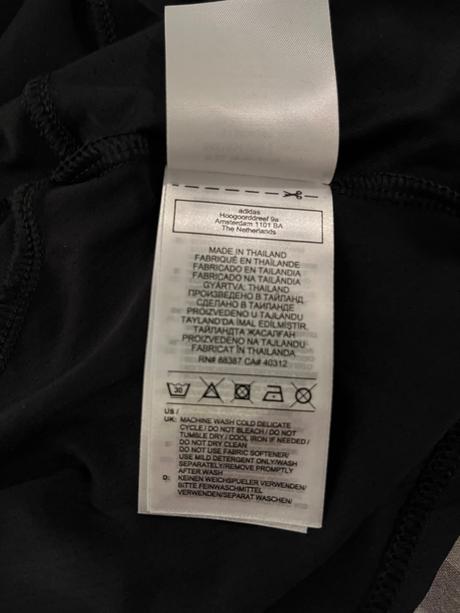 adidas
Hoogoorddreef 9a
Amsterdam 1101 BA
The Netherlands
MADE IN THAILAND
FABRIQUÉ EN THAÏLANDE
FABRICADO EN TAILANDIA
FABRICADO NA TAILÂNDIA
GYÁRTVA: THAILAND
ПРОИЗВЕДЕНО В ТАЙЛАНД
СДЕЛАНО В ТАИЛАНДЕ
PROIZVEDENO U TAJLANDU
TAYLAND'DA İMAL EDİLMİŞTİR
ТАЙЛАНДТА ЖАСАЛҒАН
PROIZVEDENO NA TAJLANDU
FABRICAT ÎN THAILANDA
RN# 88387 CA# 40312
30
US /
UK: MACHINE WASH COLD DELICATE
CYCLE / DO NOT BLEACH / DO NOT
TUMBLE DRY / COOL IRON IF NEEDED /
DO NOT DRY CLEAN
DO NOT USE FABRIC SOFTENER/
USE MILD DETERGENT ONLY/WASH
SEPARATELY/REMOVE PROMPTLY
AFTER WASH
D: KEINEN WEICHSPUELER VERWENDEN/
BITTE FEINWASCHMITTEL
VERWENDEN/SEPARAT WASCHEN/